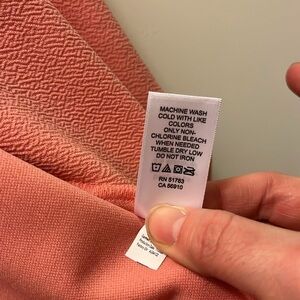 MACHINE WASH
COLD WITH LIKE
COLORS
ONLY NON-
CHLORINE BLEACH
WHEN NEEDED
TUMBLE DRY LOW
DO NOT IRON
RN 51763
CA 56910